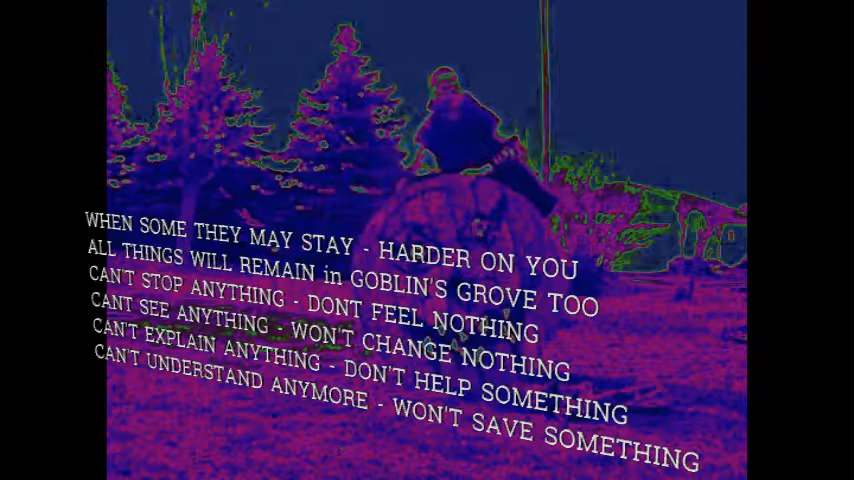 WHEN SOME THEY MAY STAY - HARDER ON YOU
ALL THINGS WILL REMAIN in GOBLIN'S GROVE TOO
CAN'T STOP ANYTHING - DONT FEEL NOTHING
CANT SEE ANYTHING - WON'T CHANGE NOTHING
CAN'T EXPLAIN ANYTHING - DON'T HELP SOMETHING
CAN'T UNDERSTAND ANYMORE - WON'T SAVE SOMETHING